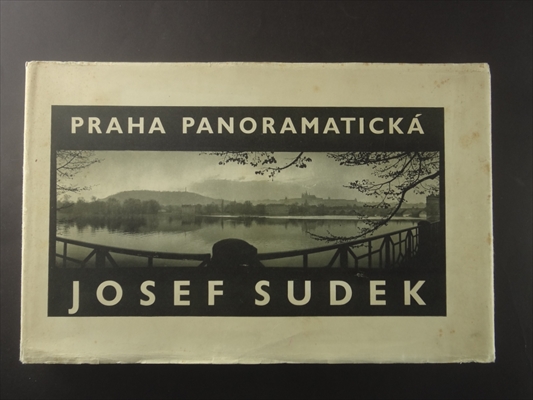 PRAHA PANORAMATICKÁ
JOSEF SUDEK